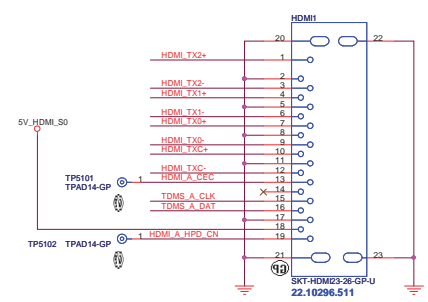 HDMI1
20
22
HDMI_TX2+
1
2
HDMI_TX2-
3
HDMI_TX1+
4
5
HDMI_TX1-
6
HDMI_TX0+
7
5V_HDMI_S0
8
HDMI_TX0-
9
HDMI_TXC+
10
11
HDMI_TXC-
12
TP5101
TPAD14-GP
1
HDMI_A_CEC
13
14
TDMS_A_CLK
15
TDMS_A_DAT
16
17
18
TP5102
TPAD14-GP
1
HDMI_A_HPD_CN
19
21
23
SKT-HDMI23-26-GP-U
22.10296.511